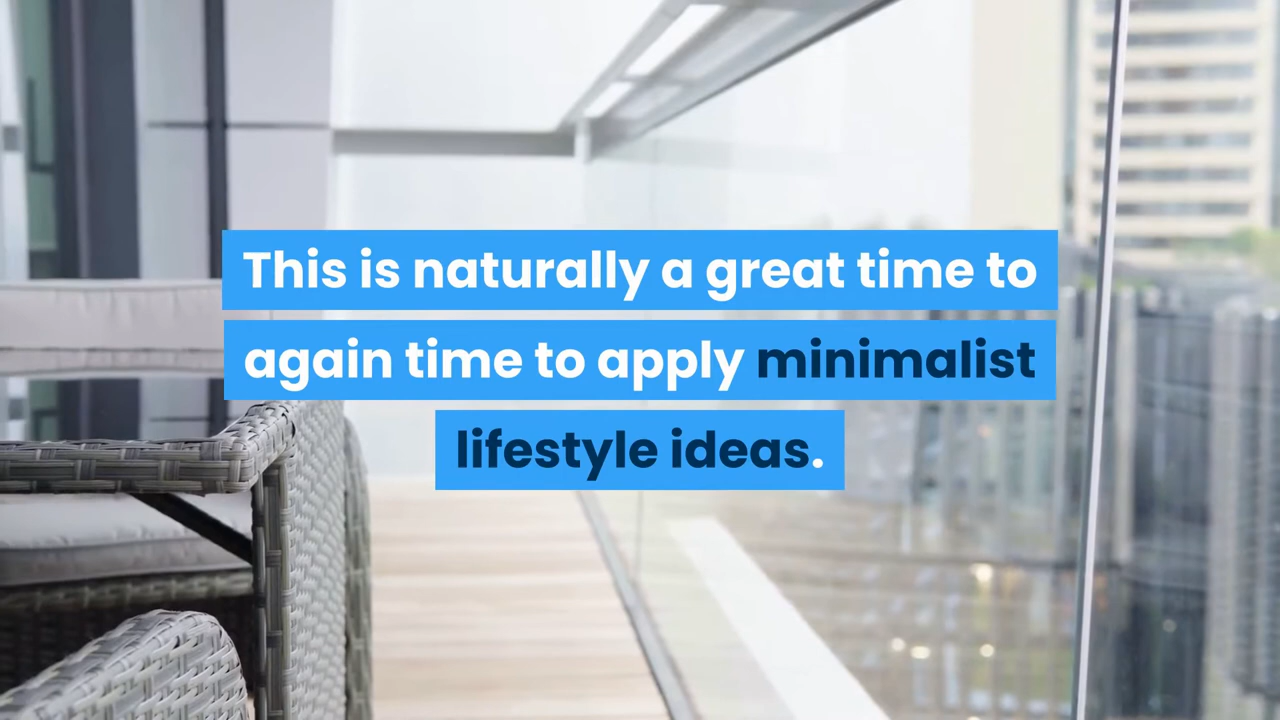 This is naturally a great time to
again time to apply minimalist
lifestyle ideas.